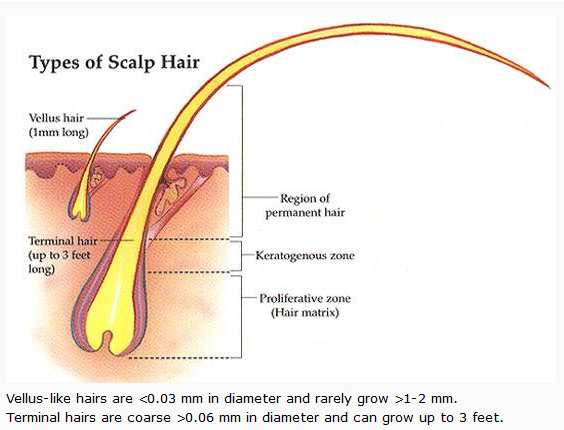 Types of Scalp Hair
Vellus hair
(1mm long)
Region of
permanent hair
Terminal hair
(up to 3 feet
long)
Keratogenous zone
Proliferative zone
(Hair matrix)
Vellus-like hairs are <0.03 mm in diameter and rarely grow >1-2 mm.
Terminal hairs are coarse >0.06 mm in diameter and can grow up to 3 feet.